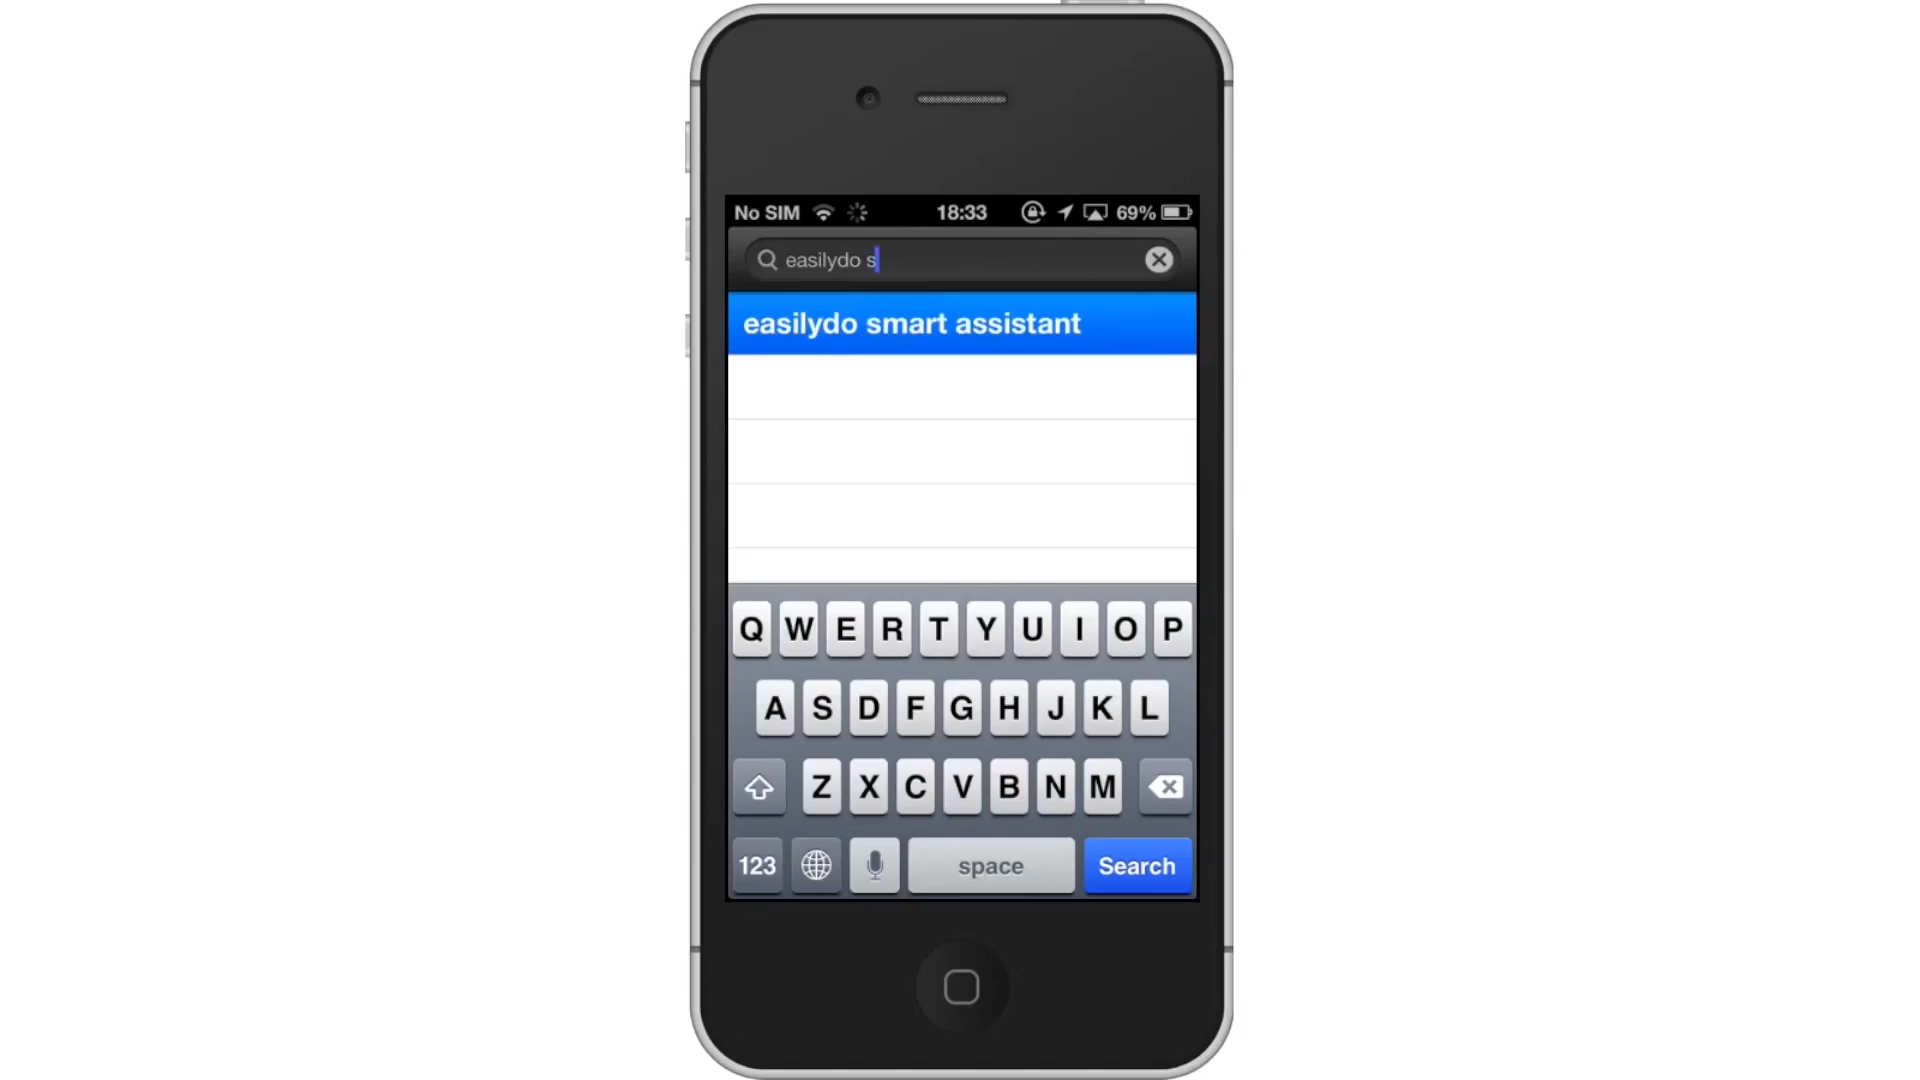 No SIM 18:33 69%
easilydo s
easilydo smart assistant
Q W E R T Y U I O P
A S D F G H J K L
Z X C V B N M
123 space Search